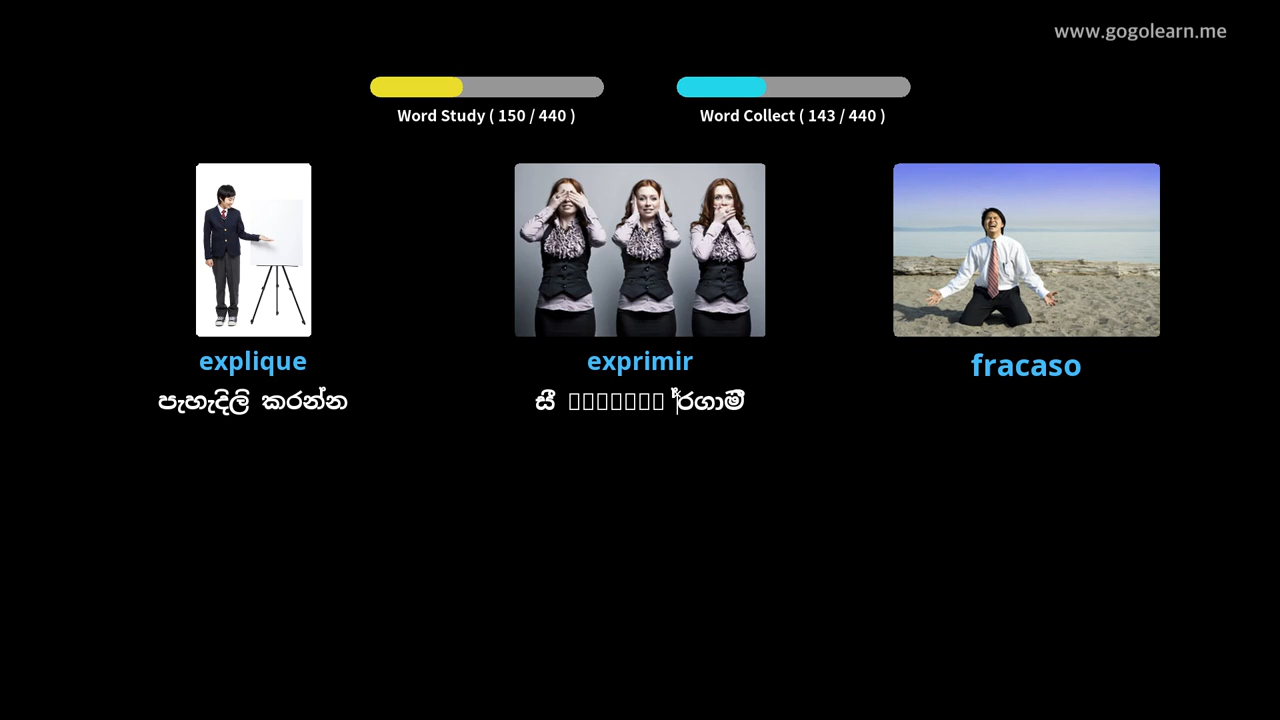 www.gogolearn.me
Word Study ( 150 / 440 )
Word Collect ( 143 / 440 )
explique
exprimir
fracaso
පැහැදිලි කරන්න